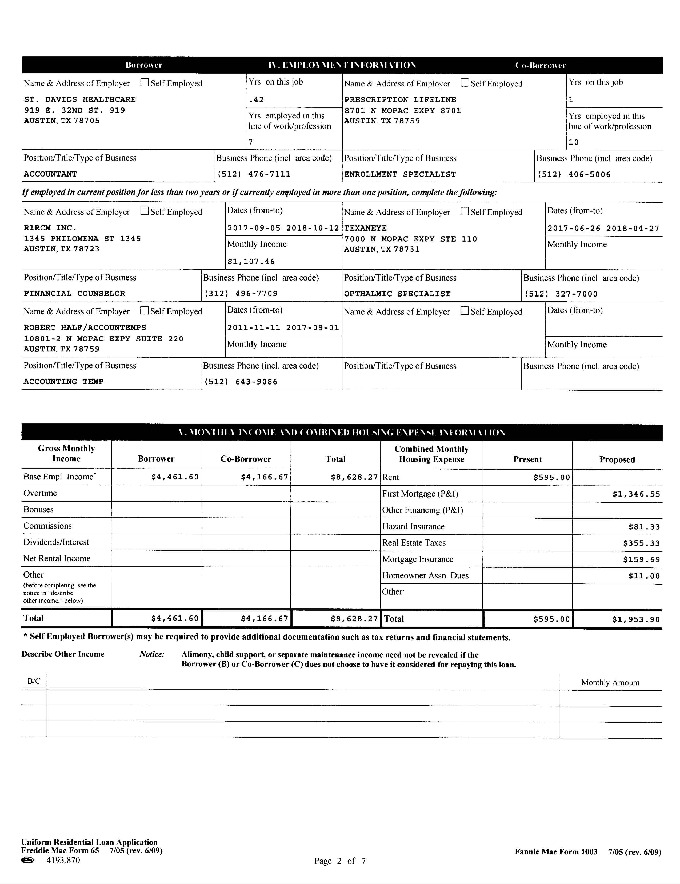 Borrower IV. EMPLOYMENT INFORMATION Co-Borrower
Name & Address of Employer Self Employed Yrs on this job Name & Address of Employer Self Employed Yrs on this job
ST. DAVIDS HEALTHCARE .42 PRESCRIPTION LIFELINE 1
919 E. 32ND ST. 919 8701 N MOPAC EXPY 8701
AUSTIN, TX 78705 Yrs employed in this line of work/profession AUSTIN TX 78759 Yrs employed in this line of work/profession
7 10
Position/Title/Type of Business Business Phone (incl area code) Position/Title/Type of Business Business Phone (incl area code)
ACCOUNTANT (512) 476-7111 ENROLLMENT SPECIALIST (512) 406-5006
If employed in current position for less than two years or if currently employed in more than one position, complete the following:
Name & Address of Employer Self Employed Dates (from-to) Name & Address of Employer Self Employed Dates (from-to)
R1RCM INC. 2017-09-05 2018-10-12 TEXANEYE 2017-06-26 2018-04-27
1345 PHILOMENA ST 1345 Monthly Income 7000 N MOPAC EXPY STE 110 Monthly Income
AUSTIN, TX 78723 AUSTIN, TX 78731
$1,107.46
Position/Title/Type of Business Business Phone (incl area code) Position/Title/Type of Business Business Phone (incl area code)
FINANCIAL COUNSELOR (312) 496-7709 OPTHALMIC SPECIALIST (512) 327-7000
Name & Address of Employer Self Employed Dates (from-to) Name & Address of Employer Self Employed Dates (from-to)
ROBERT HALF/ACCOUNTEMPS 2011-11-11 2017-09-01
10801-2 N MOPAC EXPY SUITE 220 Monthly Income Monthly Income
AUSTIN, TX 78759
Position/Title/Type of Business Business Phone (incl area code) Position/Title/Type of Business Business Phone (incl area code)
ACCOUNTING TEMP (512) 643-9086
V. MONTHLY INCOME AND COMBINED HOUSING EXPENSE INFORMATION
Gross Monthly Income Borrower Co-Borrower Total Combined Monthly Housing Expense Present Proposed
Base Empl. Income* $4,461.60 $4,166.67 $8,628.27 Rent $595.00
Overtime First Mortgage (P&I) $1,346.55
Bonuses Other Financing (P&I)
Commissions Hazard Insurance $81.33
Dividends/Interest Real Estate Taxes $355.33
Net Rental Income Mortgage Insurance $159.69
Other Homeowner Assn Dues $11.00
(before completing, see the notice in "describe other income," below) Other
Total $4,461.60 $4,166.67 $8,628.27 Total $595.00 $1,953.90
* Self Employed Borrower(s) may be required to provide additional documentation such as tax returns and financial statements.
Describe Other Income Notice: Alimony, child support, or separate maintenance income need not be revealed if the
Borrower (B) or Co-Borrower (C) does not choose to have it considered for repaying this loan.
B/C Monthly Amount
Uniform Residential Loan Application
Freddie Mac Form 65 7/05 (rev. 6/09) Fannie Mae Form 1003 7/05 (rev. 6/09)
4193.870 Page 2 of 7